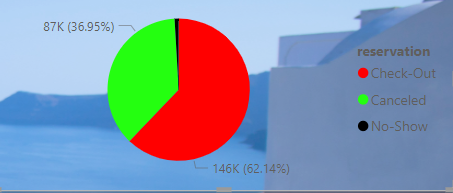 87K (36.95%)
reservation
Check-Out
Canceled
No-Show
146K (62.14%)